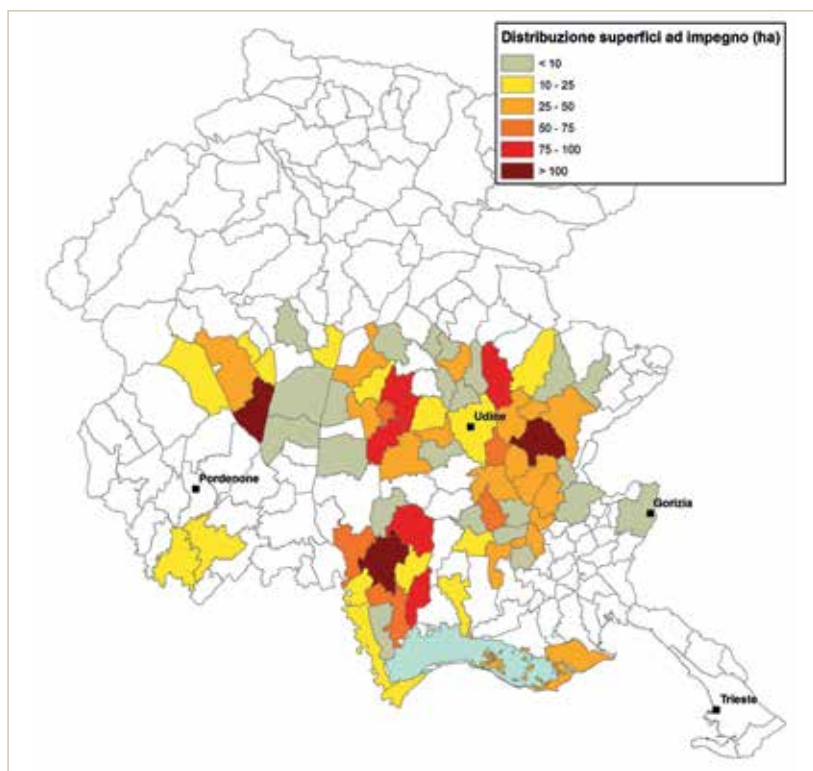 Distribuzione superfici ad impegno (ha)
< 10
10 - 25
25 - 50
50 - 75
75 - 100
> 100
Udine
Pordenone
Gorizia
Trieste